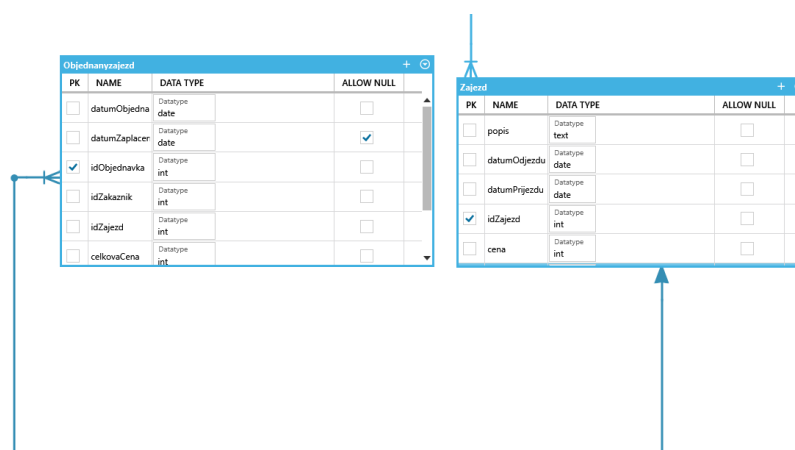 Objednanyzajezd
PK NAME DATA TYPE ALLOW NULL
datumObjedna Datatype date
datumZaplacen Datatype date
idObjednavka Datatype int
idZakaznik Datatype int
idZajezd Datatype int
celkovaCena Datatype int
Zajezd
PK NAME DATA TYPE ALLOW NULL
popis Datatype text
datumOdjezdu Datatype date
datumPrijezdu Datatype date
idZajezd Datatype int
cena Datatype int